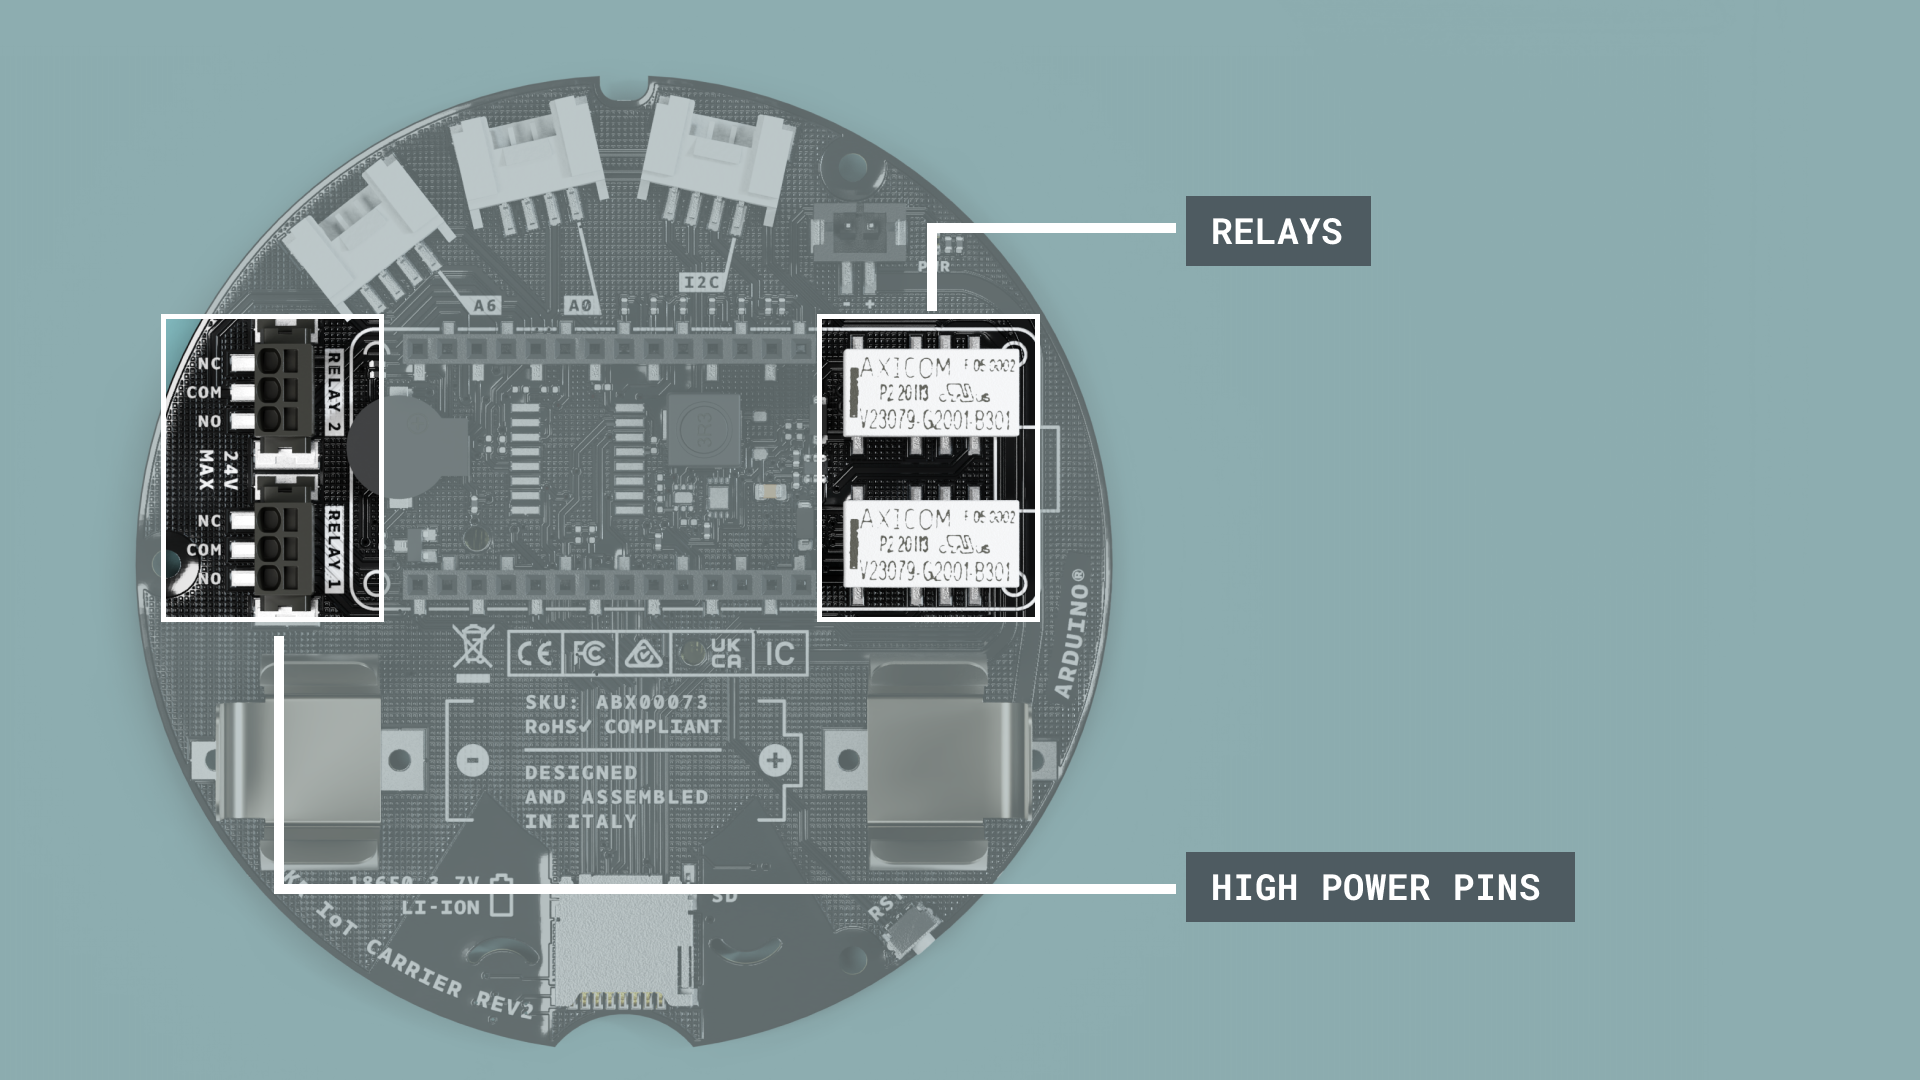 RELAYS
I2C
A6
A0
PWR
- +
NC
COM
NO
RELAY 2
24V
MAX
NC
COM
NO
RELAY 1
AXICOM F 05 0002
P2 20113 c US
V23079-G2001-B301
AXICOM F 05 0002
P2 20113 c US
V23079-G2001-B301
ARDUINO®
CE FC UK
CA IC
SKU: ABX00073
RoHS✓ COMPLIANT
- +
DESIGNED
AND ASSEMBLED
IN ITALY
HIGH POWER PINS
18650 3.7V
LI-ION
SD
RST
IoT CARRIER REV2